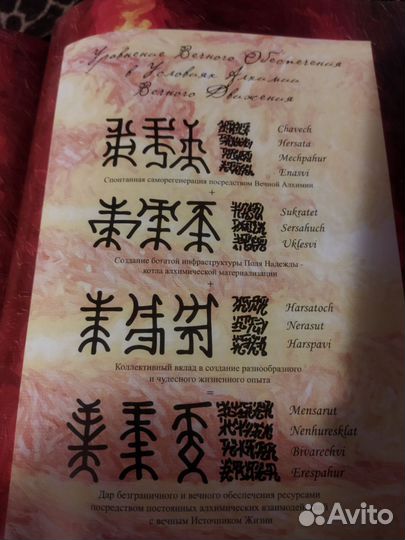 Уравнение Вечного Обеспечения
в Условиях Алхимии
Вечного Движения
Chavech
Hersata
Mechpahur
Enasvi
Спонтанная саморегенерация посредством Вечной Алхимии
+
Sukratet
Sersahuch
Uklesvi
Создание богатой инфраструктуры Поля Надежды -
котла алхимической материализации
+
Harsatoch
Nerasut
Harspavi
Коллективный вклад в создание разнообразного
и чудесного жизненного опыта
=
Mensarut
Nenhuresklat
Bivarechvi
Erespahur
Дар безграничного и вечного обеспечения ресурсами
посредством постоянных алхимических взаимодей
с вечным Источником Жизни
Avito